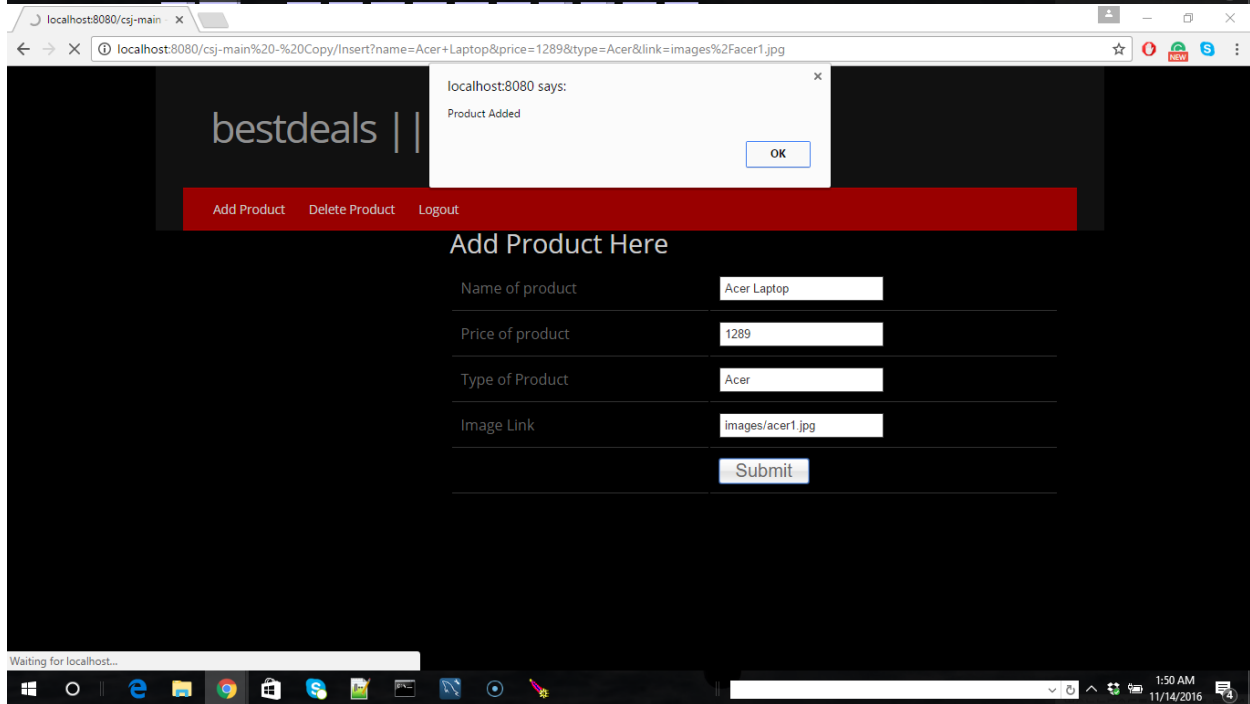 localhost:8080/csj-main
localhost:8080/csj-main%20-%20Copy/Insert?name=Acer+Laptop&price=1289&type=Acer&link=images%2Facer1.jpg
NEW
localhost:8080 says:
Product Added
OK
bestdeals ||
Add Product Delete Product Logout
Add Product Here
Name of product Acer Laptop
Price of product 1289
Type of Product Acer
Image Link images/acer1.jpg
Submit
Waiting for localhost...
1:50 AM
11/14/2016
4